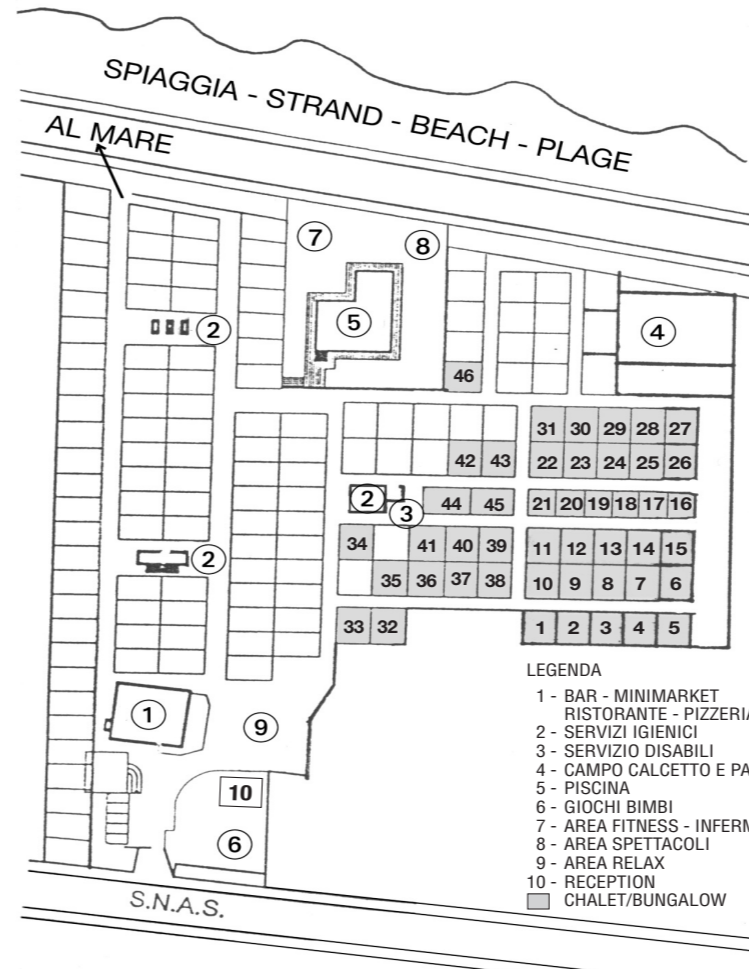 SPIAGGIA - STRAND - BEACH - PLAGE
AL MARE
7
8
2
5
4
46
31 30 29 28 27
42 43
22 23 24 25 26
2
3
44 45
21 20 19 18 17 16
2
34
41 40 39
11 12 13 14 15
35 36 37 38
10 9 8 7 6
33 32
1 2 3 4 5
1
9
10
6
S.N.A.S.
LEGENDA
1 - BAR - MINIMARKET
RISTORANTE - PIZZERIA
2 - SERVIZI IGIENICI
3 - SERVIZIO DISABILI
4 - CAMPO CALCETTO E PA
5 - PISCINA
6 - GIOCHI BIMBI
7 - AREA FITNESS - INFERM
8 - AREA SPETTACOLI
9 - AREA RELAX
10 - RECEPTION
CHALET/BUNGALOW